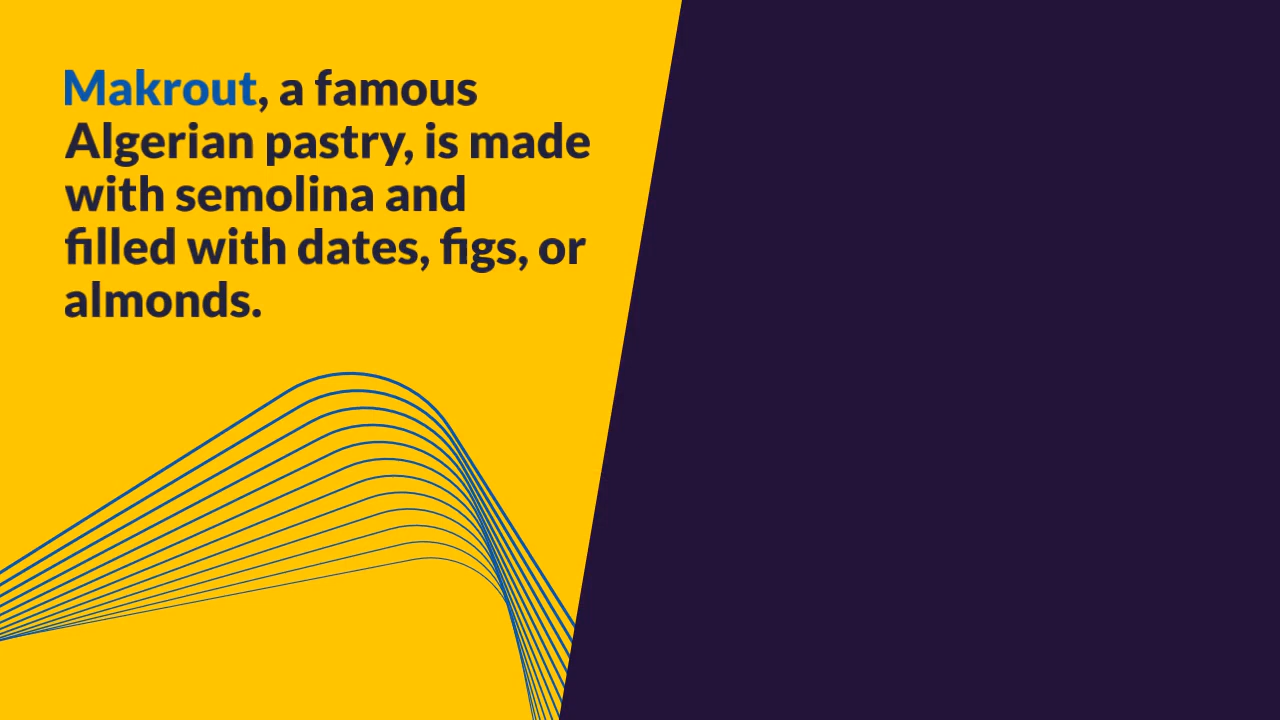 Makrout, a famous
Algerian pastry, is made
with semolina and
filled with dates, figs, or
almonds.